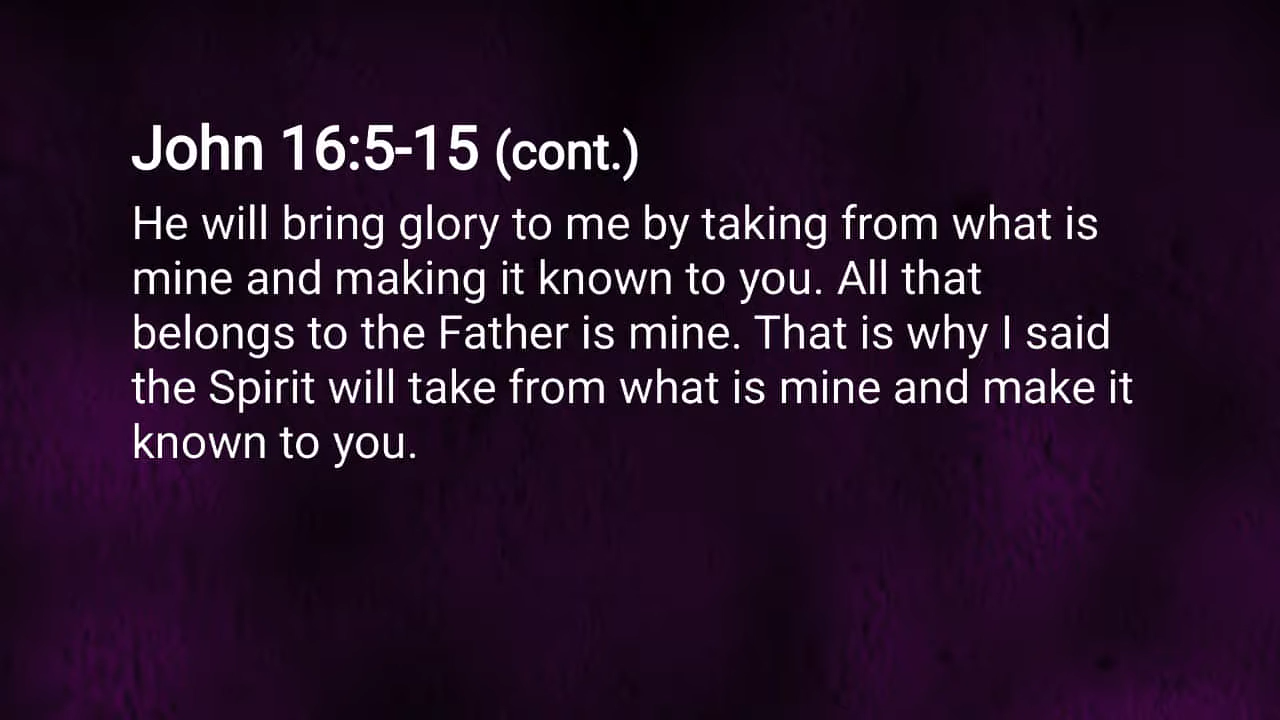 John 16:5-15 (cont.)
He will bring glory to me by taking from what is
mine and making it known to you. All that
belongs to the Father is mine. That is why I said
the Spirit will take from what is mine and make it
known to you.